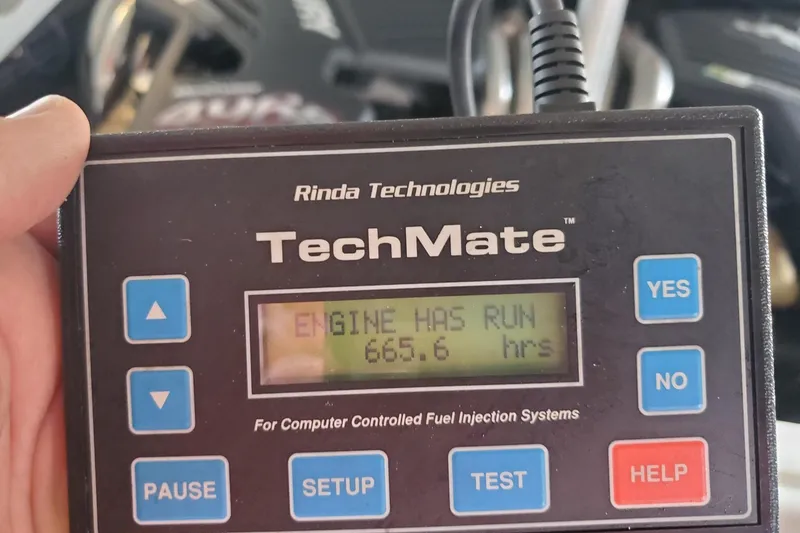 Rinda Technologies
TechMate™
ENGINE HAS RUN
665.6 hrs
▲
YES
▼
NO
For Computer Controlled Fuel Injection Systems
PAUSE
SETUP
TEST
HELP